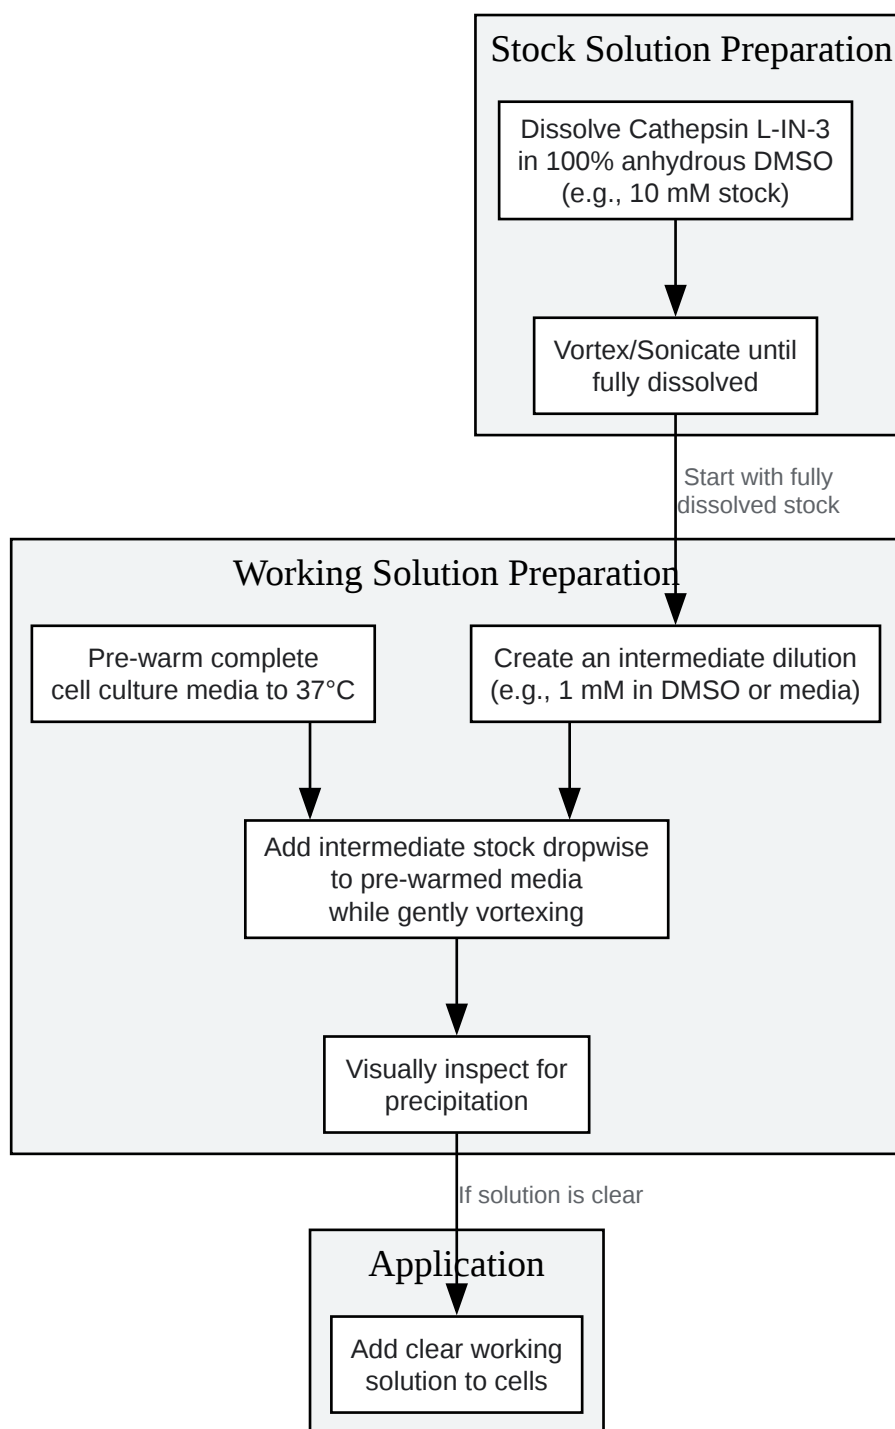 Stock Solution Preparation
Dissolve Cathepsin L-IN-3
in 100% anhydrous DMSO
(e.g., 10 mM stock)
Vortex/Sonicate until
fully dissolved
Start with fully
dissolved stock
Working Solution Preparation
Pre-warm complete
cell culture media to 37°C
Create an intermediate dilution
(e.g., 1 mM in DMSO or media)
Add intermediate stock dropwise
to pre-warmed media
while gently vortexing
Visually inspect for
precipitation
If solution is clear
Application
Add clear working
solution to cells